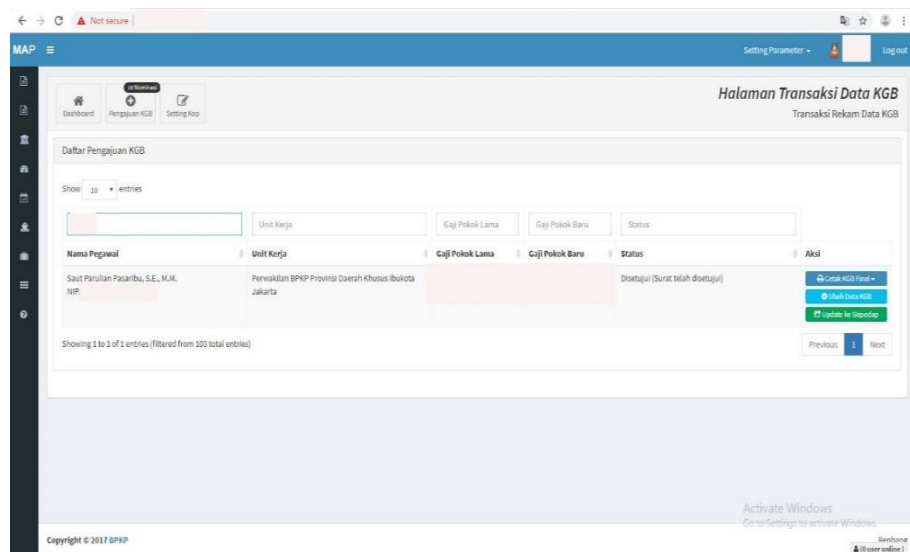 Not secure
MAP
Setting Parameter
Log out
10 Nominasi
Dashboard
Pengajuan KGB
Setting Kop
Halaman Transaksi Data KGB
Transaksi Rekam Data KGB
Daftar Pengajuan KGB
Show 10 entries
Unit Kerja
Gaji Pokok Lama
Gaji Pokok Baru
Status
Nama Pegawai
Unit Kerja
Gaji Pokok Lama
Gaji Pokok Baru
Status
Aksi
Saut Parulian Pasaribu, S.E., M.M.
NIP.
Perwakilan BPKP Provinsi Daerah Khusus Ibukota
Jakarta
Disetujui (Surat telah disetujui)
Cetak KGB Final
Ubah Data KGB
Update ke Sispedap
Showing 1 to 1 of 1 entries (filtered from 103 total entries)
Previous 1 Next
Activate Windows
Go to Settings to activate Windows.
Copyright © 2017 BPKP
(0 user online)